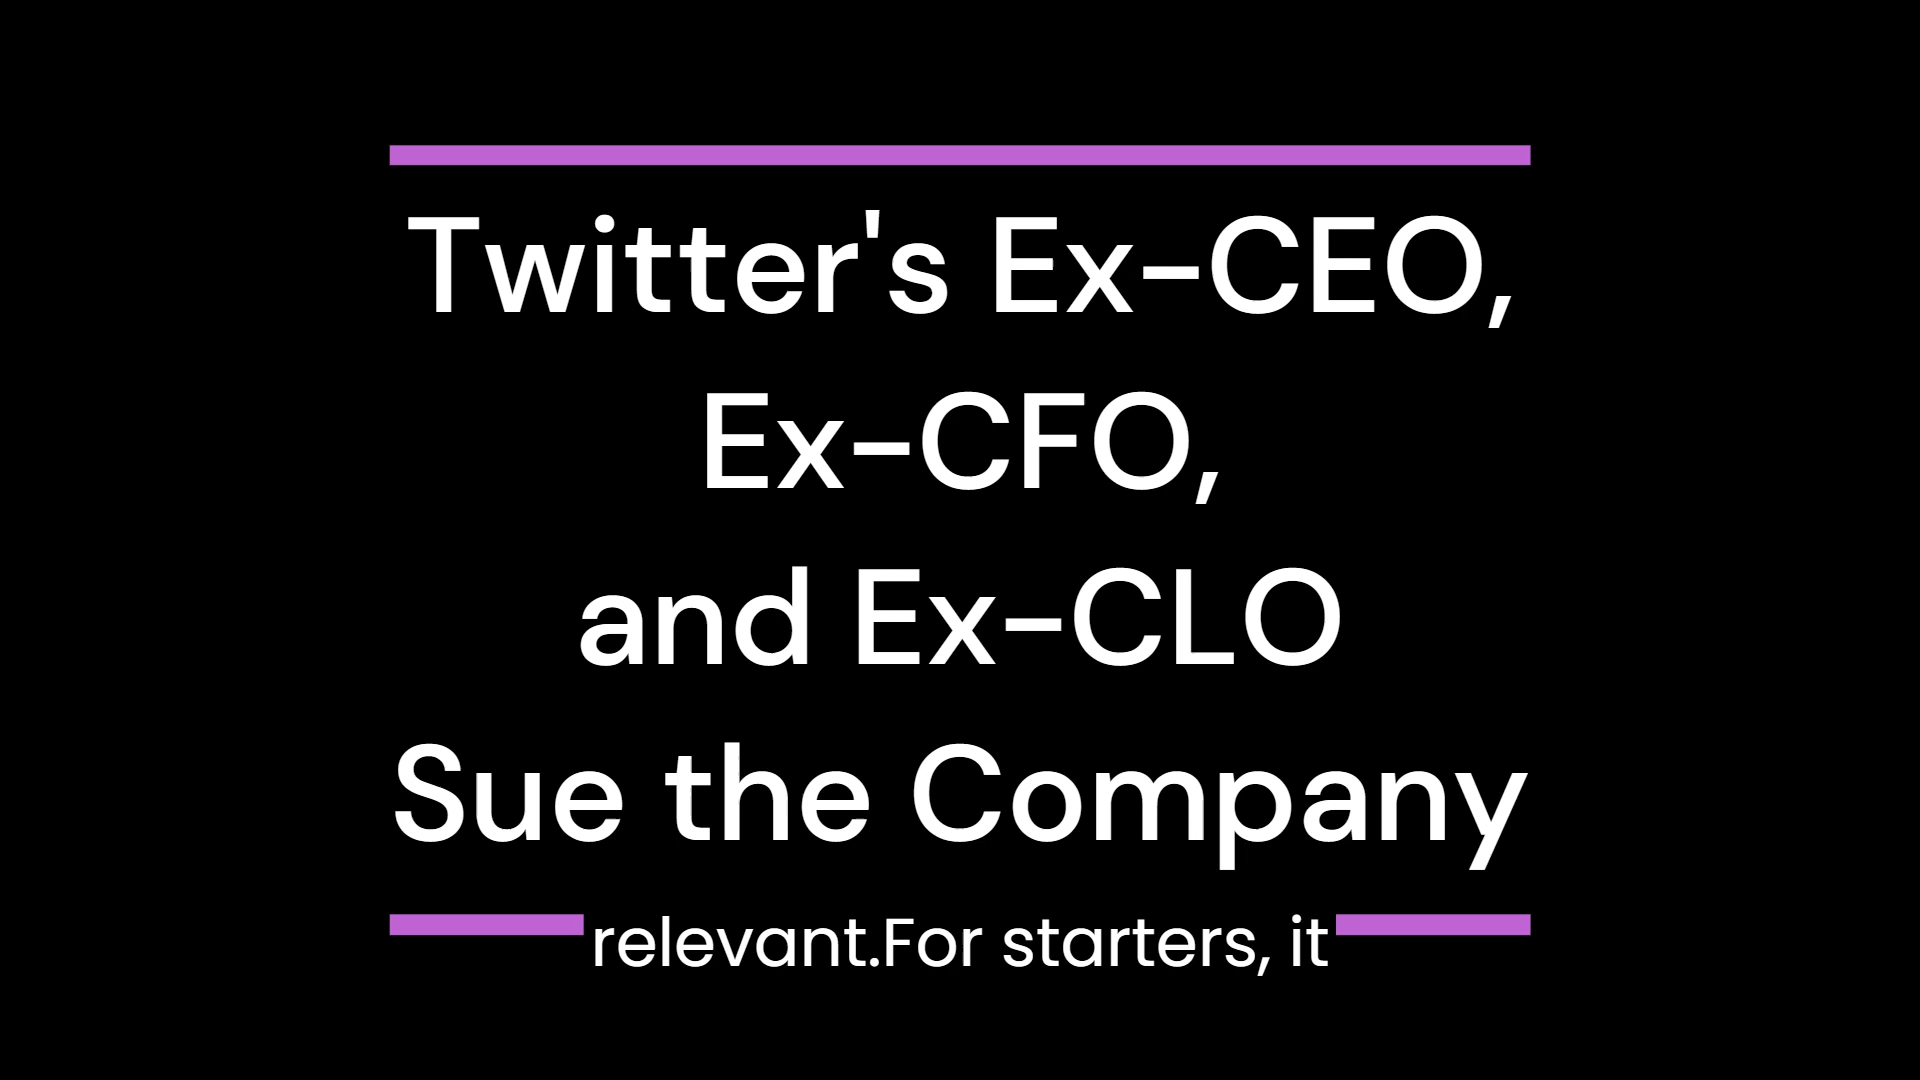 Twitter's Ex-CEO,
Ex-CFO,
and Ex-CLO
Sue the Company
relevant.For starters, it